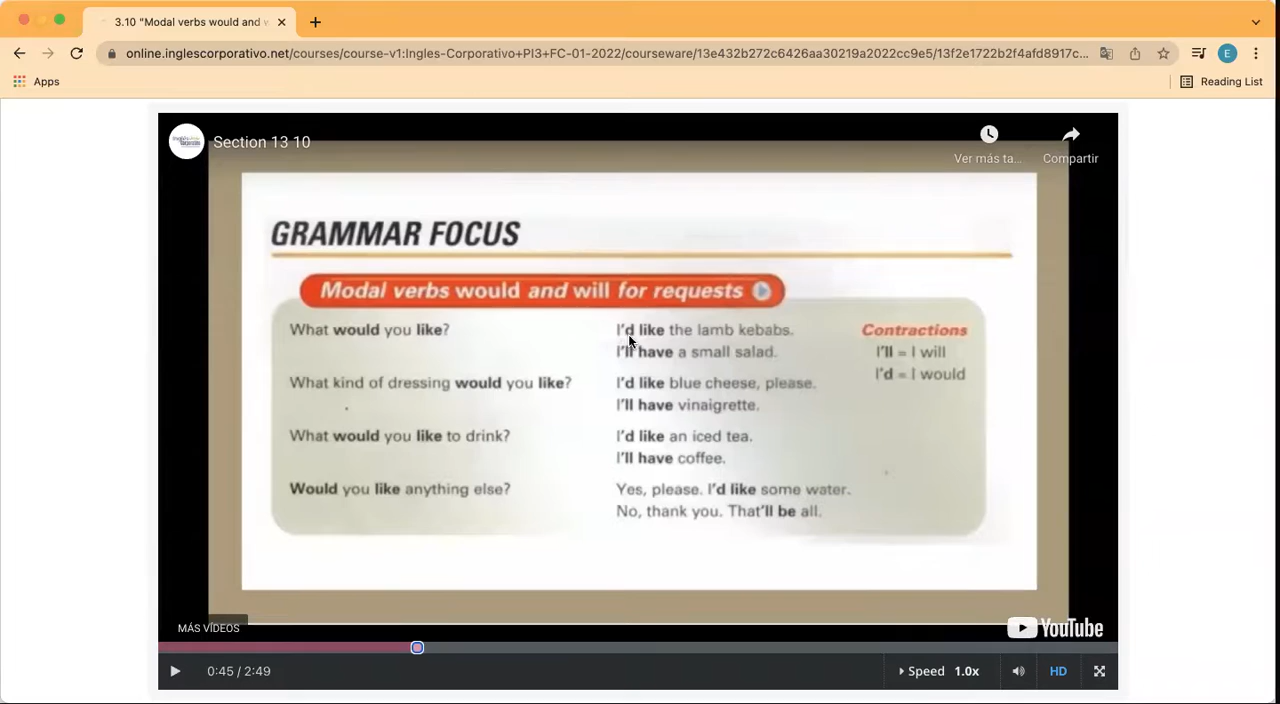 3.10 "Modal verbs would and w
online.inglescorporativo.net/courses/course-v1:Ingles-Corporativo+PI3+FC-01-2022/courseware/13e432b272c6426aa30219a2022cc9e5/13f2e1722b2f4afd8917c...
E
Apps
Reading List
Section 13 10
Ver más ta...
Compartir
GRAMMAR FOCUS
Modal verbs would and will for requests
What would you like?
I'd like the lamb kebabs.
I'll have a small salad.
What kind of dressing would you like?
I'd like blue cheese, please.
I'll have vinaigrette.
What would you like to drink?
I'd like an iced tea.
I'll have coffee.
Would you like anything else?
Yes, please. I'd like some water.
No, thank you. That'll be all.
Contractions
I'll = I will
I'd = I would
MÁS VÍDEOS
YouTube
0:45 / 2:49
Speed 1.0x
HD